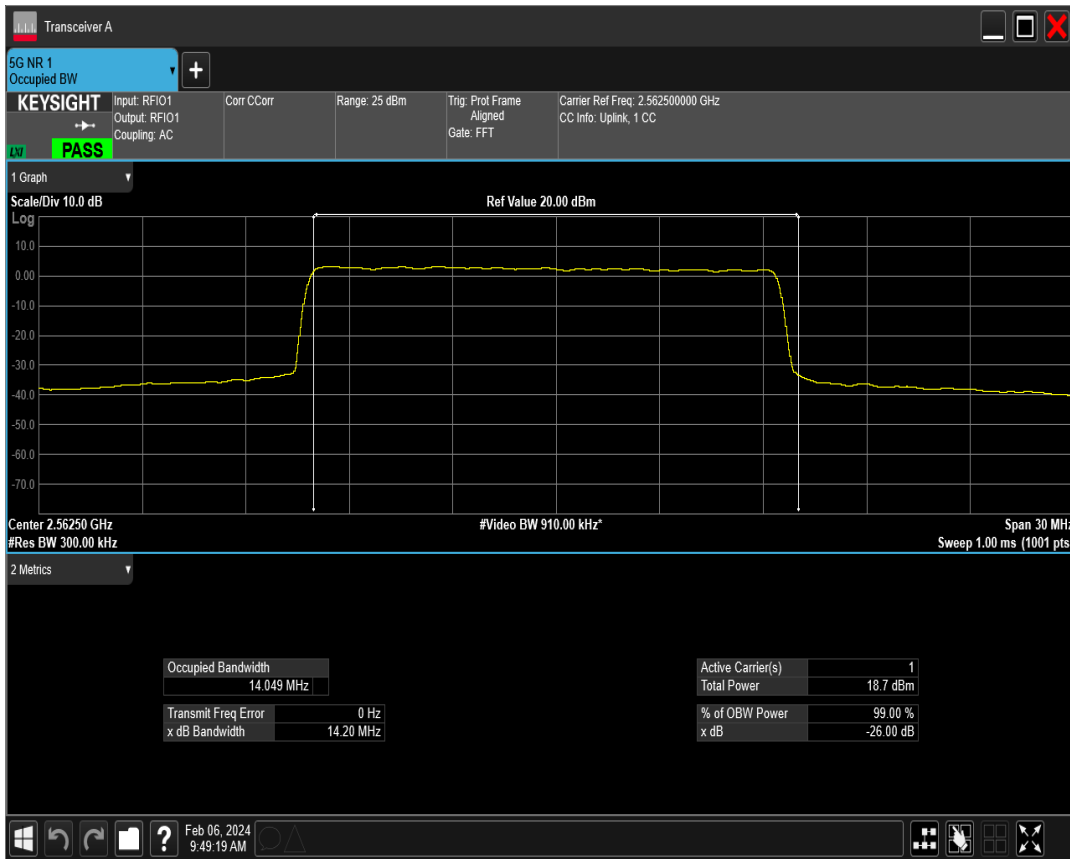 Transceiver A
5G NR 1
Occupied BW
KEYSIGHT
LXI
PASS
Input: RFIO1
Output: RFIO1
Coupling: AC
Corr CCorr
Range: 25 dBm
Trig: Prot Frame
Aligned
Gate: FFT
Carrier Ref Freq: 2.562500000 GHz
CC Info: Uplink, 1 CC
1 Graph
Scale/Div 10.0 dB
Ref Value 20.00 dBm
Log
10.0
0.00
-10.0
-20.0
-30.0
-40.0
-50.0
-60.0
-70.0
Center 2.56250 GHz
#Video BW 910.00 kHz*
Span 30 MHz
#Res BW 300.00 kHz
Sweep 1.00 ms (1001 pts
2 Metrics
Occupied Bandwidth
14.049 MHz
Transmit Freq Error 0 Hz
x dB Bandwidth 14.20 MHz
Active Carrier(s) 1
Total Power 18.7 dBm
% of OBW Power 99.00 %
x dB -26.00 dB
?
Feb 06, 2024
9:49:19 AM